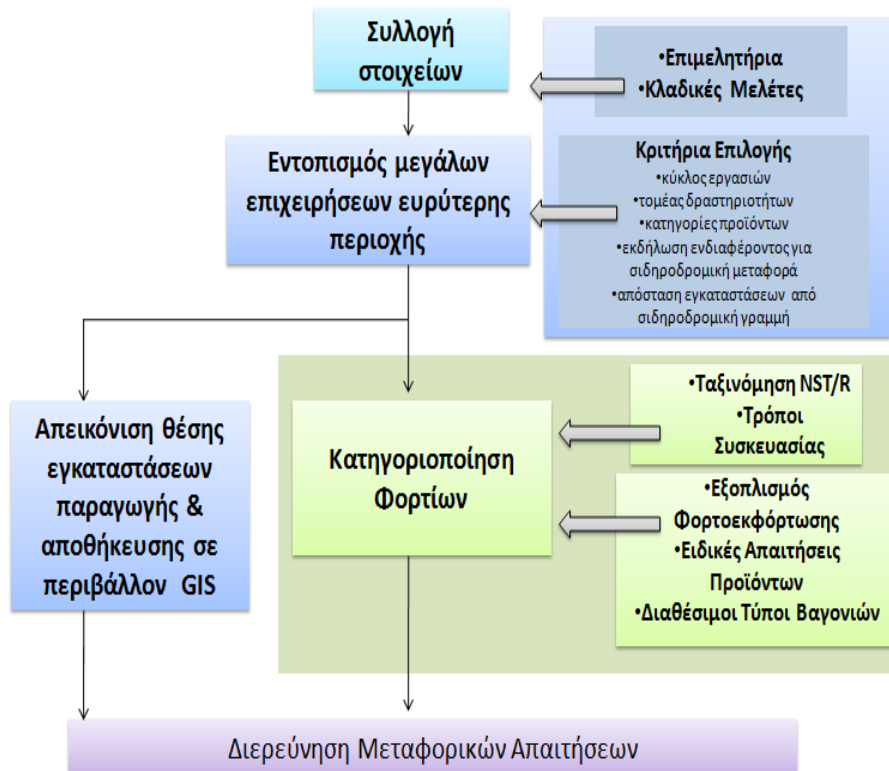 Συλλογή
στοιχείων
•Επιμελητήρια
•Κλαδικές Μελέτες
Εντοπισμός μεγάλων
επιχειρήσεων ευρύτερης
περιοχής
Κριτήρια Επιλογής
•κύκλος εργασιών
•τομέας δραστηριοτήτων
•κατηγορίες προϊόντων
•εκδήλωση ενδιαφέροντος για
σιδηροδρομική μεταφορά
•απόσταση εγκαταστάσεων από
σιδηροδρομική γραμμή
Απεικόνιση θέσης
εγκαταστάσεων
παραγωγής &
αποθήκευσης σε
περιβάλλον GIS
Κατηγοριοποίηση
Φορτίων
•Ταξινόμηση NST/R
•Τρόποι
Συσκευασίας
•Εξοπλισμός
Φορτοεκφόρτωσης
•Ειδικές Απαιτήσεις
Προϊόντων
•Διαθέσιμοι Τύποι Βαγονιών
Διερεύνηση Μεταφορικών Απαιτήσεων